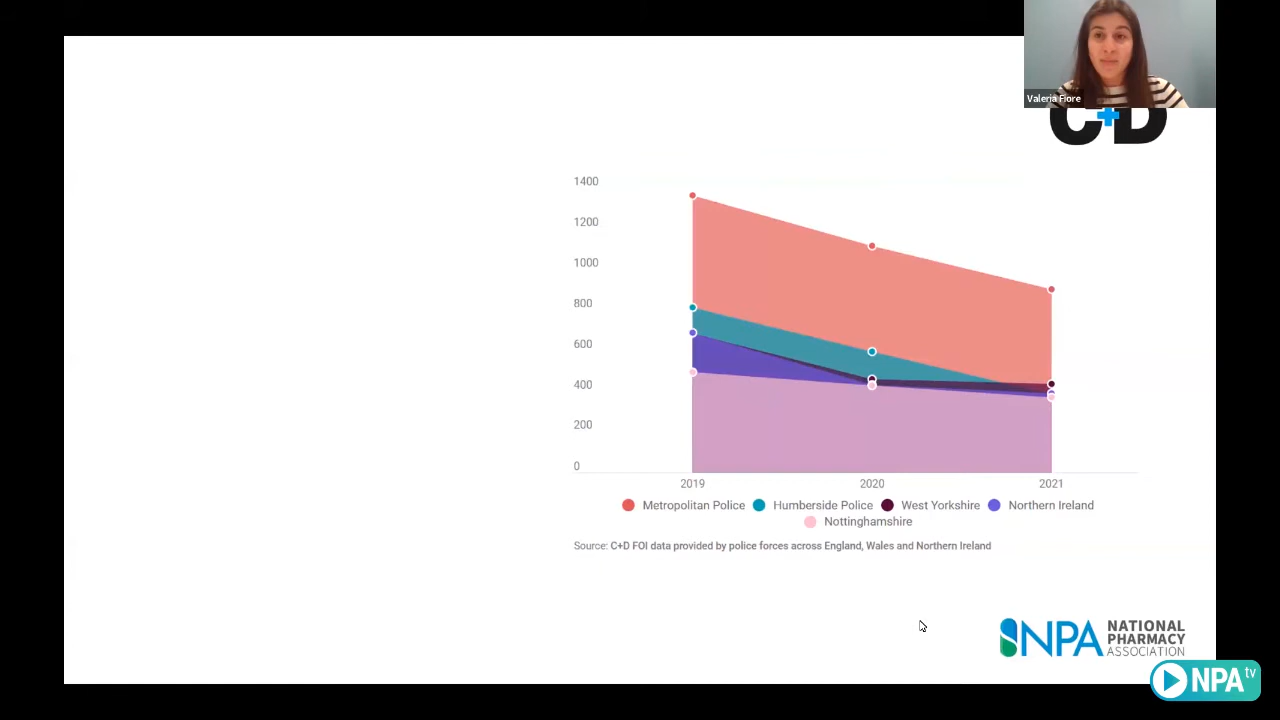 Valeria Fiore
C+D
1400
1200
1000
800
600
400
200
0
2019 2020 2021
Metropolitan Police Humberside Police West Yorkshire Northern Ireland
Nottinghamshire
Source: C+D FOI data provided by police forces across England, Wales and Northern Ireland
NPA NATIONAL
PHARMACY
ASSOCIATION
NPA tv